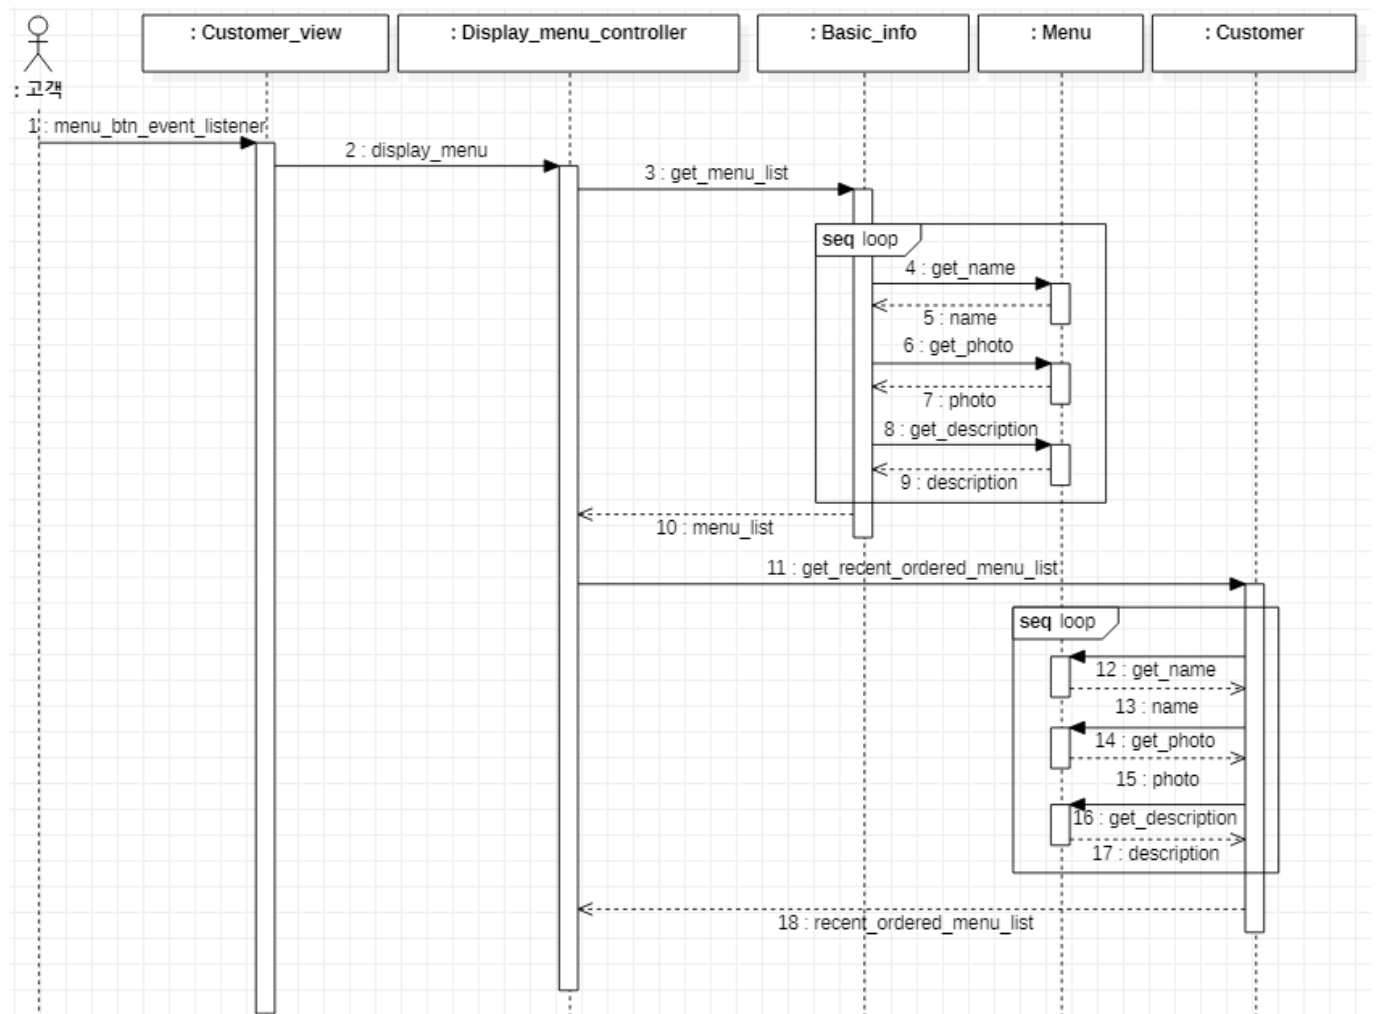 : Customer_view
: Display_menu_controller
: Basic_info
: Menu
: Customer
: 고객
1 : menu_btn_event_listener
2 : display_menu
3 : get_menu_list
seq loop
4 : get_name
5 : name
6 : get_photo
7 : photo
8 : get_description
9 : description
10 : menu_list
11 : get_recent_ordered_menu_list
seq loop
12 : get_name
13 : name
14 : get_photo
15 : photo
16 : get_description
17 : description
18 : recent_ordered_menu_list